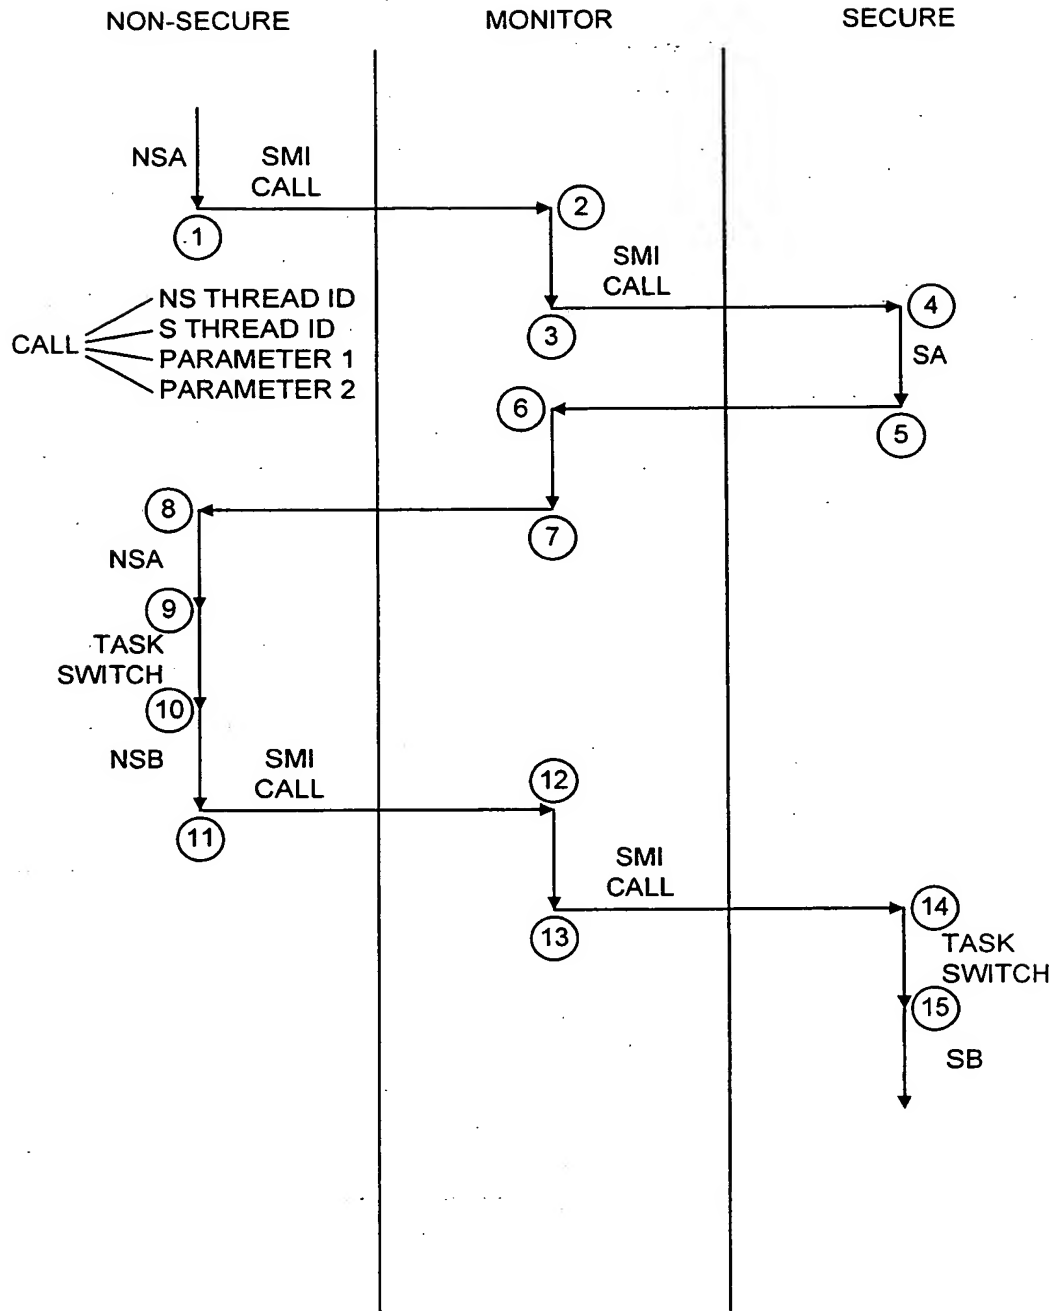 NON-SECURE
MONITOR
SECURE
NSA
SMI
CALL
2
1
SMI
CALL
4
3
SA
NS THREAD ID
S THREAD ID
CALL
PARAMETER 1
PARAMETER 2
6
5
8
7
NSA
9
TASK
SWITCH
10
NSB
SMI
CALL
12
11
SMI
CALL
14
13
TASK
SWITCH
15
SB